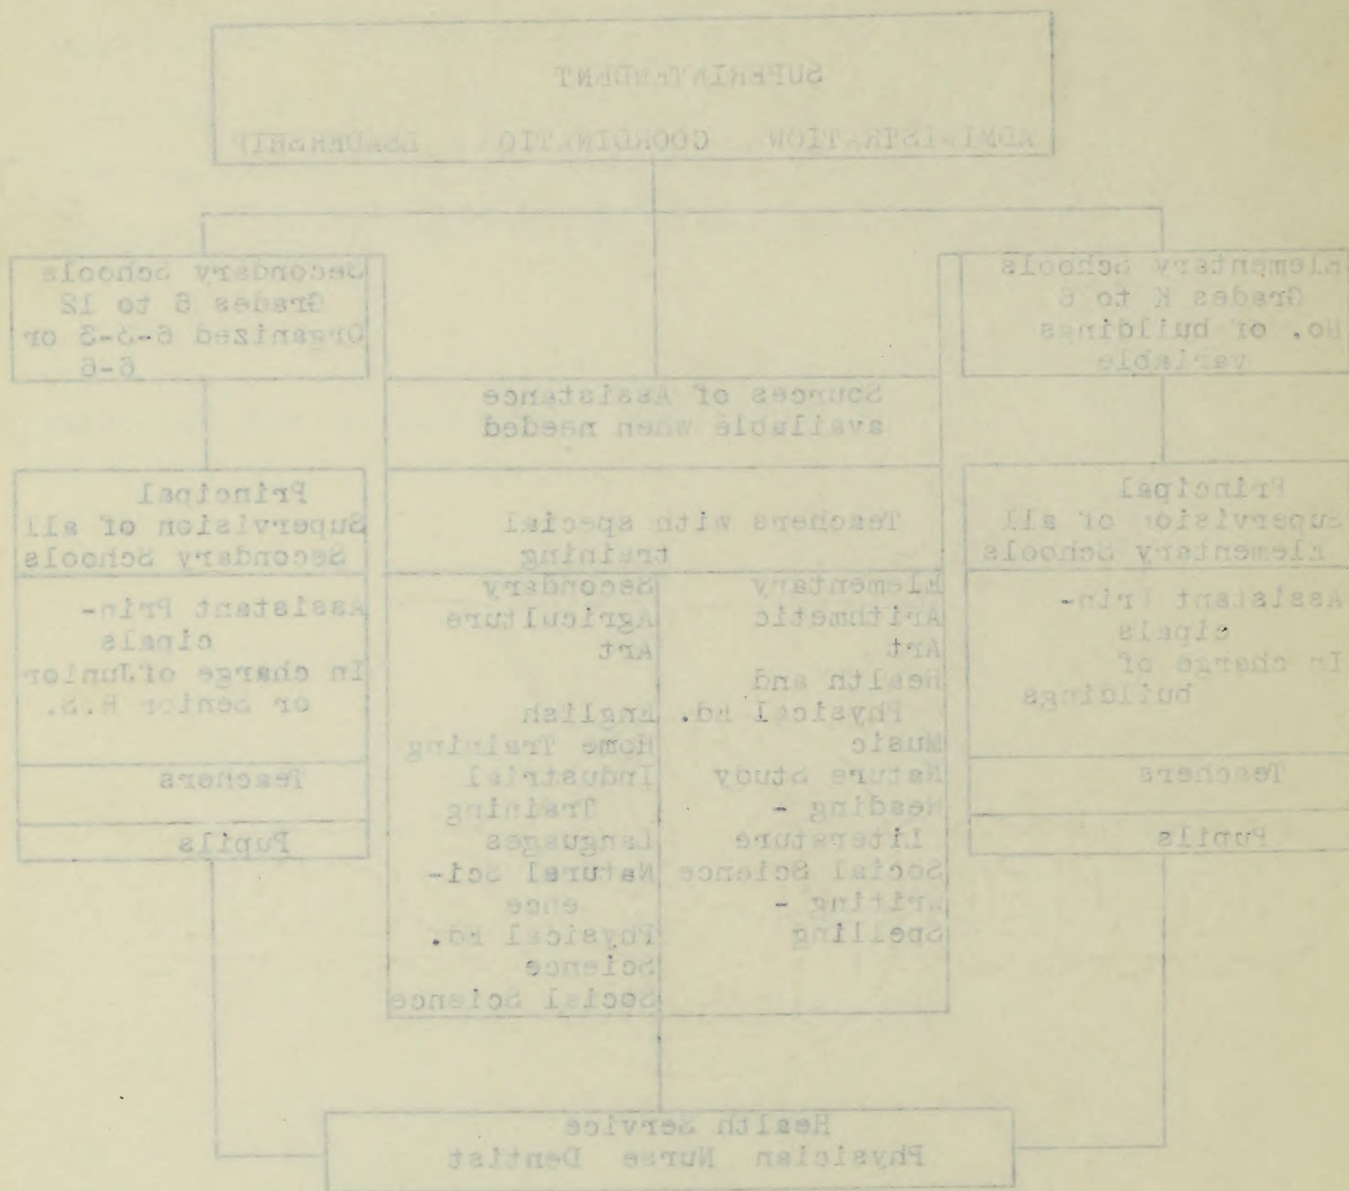 SUPERINTENDENT
ADMINISTRATION COORDINATIO LEADERSHIP
Elementary Schools
Grades K to 6
No. of buildings
variable
Secondary Schools
Grades 6 to 12
Organized 6-3-3 or
6-6
Sources of Assistance
available when needed
Principal
Supervision of all
Elementary Schools
Teachers with special
training
Principal
Supervision of all
Secondary Schools
Assistant Prin-
cipals
In charge of
buildings
Teachers
Pupils
Elementary
Arithmetic
Art
Health and
Physical Ed.
Music
Nature Study
Reading -
Literature
Social Science
Writing -
Spelling
Secondary
Agriculture
Art
English
Home Training
Industrial
Training
Languages
Natural Sci-
ence
Physical Ed.
Science
Social Science
Assistant Prin-
cipals
In charge of Junior
or Senior H.S.
Teachers
Pupils
Health Service
Physician Nurse Dentist